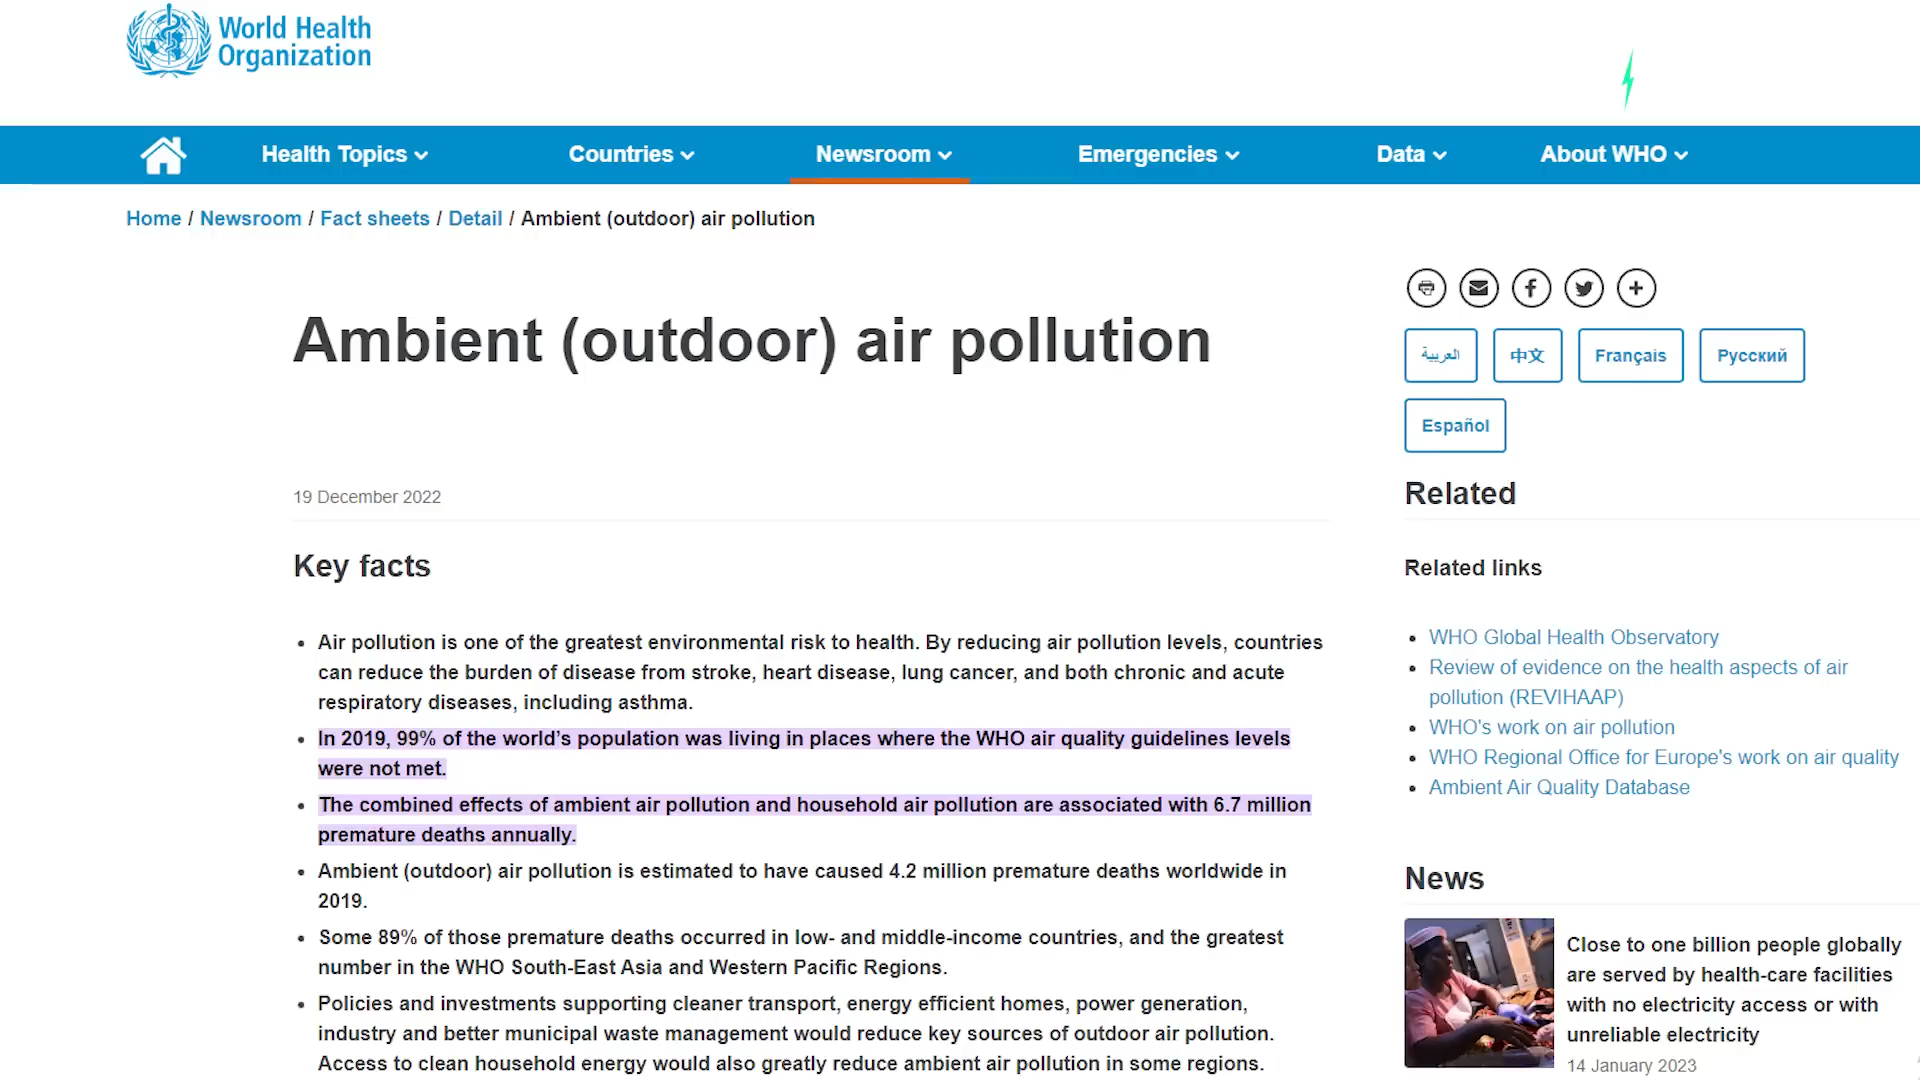 World Health
Organization
Health Topics
Countries
Newsroom
Emergencies
Data
About WHO
Home / Newsroom / Fact sheets / Detail / Ambient (outdoor) air pollution
Ambient (outdoor) air pollution
العربية
中文
Français
Русский
Español
19 December 2022
Key facts
• Air pollution is one of the greatest environmental risk to health. By reducing air pollution levels, countries
can reduce the burden of disease from stroke, heart disease, lung cancer, and both chronic and acute
respiratory diseases, including asthma.
• In 2019, 99% of the world’s population was living in places where the WHO air quality guidelines levels
were not met.
• The combined effects of ambient air pollution and household air pollution are associated with 6.7 million
premature deaths annually.
• Ambient (outdoor) air pollution is estimated to have caused 4.2 million premature deaths worldwide in
2019.
• Some 89% of those premature deaths occurred in low- and middle-income countries, and the greatest
number in the WHO South-East Asia and Western Pacific Regions.
• Policies and investments supporting cleaner transport, energy efficient homes, power generation,
industry and better municipal waste management would reduce key sources of outdoor air pollution.
Access to clean household energy would also greatly reduce ambient air pollution in some regions.
Related
Related links
• WHO Global Health Observatory
• Review of evidence on the health aspects of air
pollution (REVIHAAP)
• WHO's work on air pollution
• WHO Regional Office for Europe's work on air quality
• Ambient Air Quality Database
News
Close to one billion people globally
are served by health-care facilities
with no electricity access or with
unreliable electricity
14 January 2023